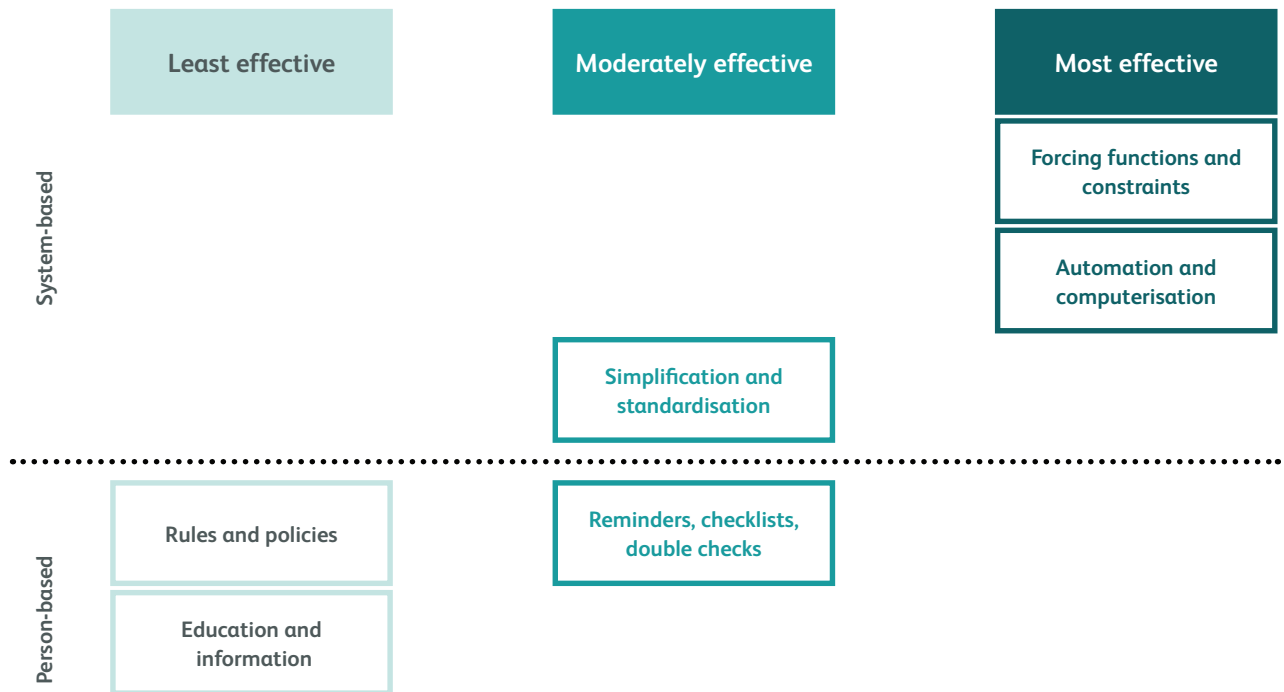 Least effective
Moderately effective
Most effective
System-based
Forcing functions and
constraints
Automation and
computerisation
Simplification and
standardisation
Person-based
Rules and policies
Reminders, checklists,
double checks
Education and
information